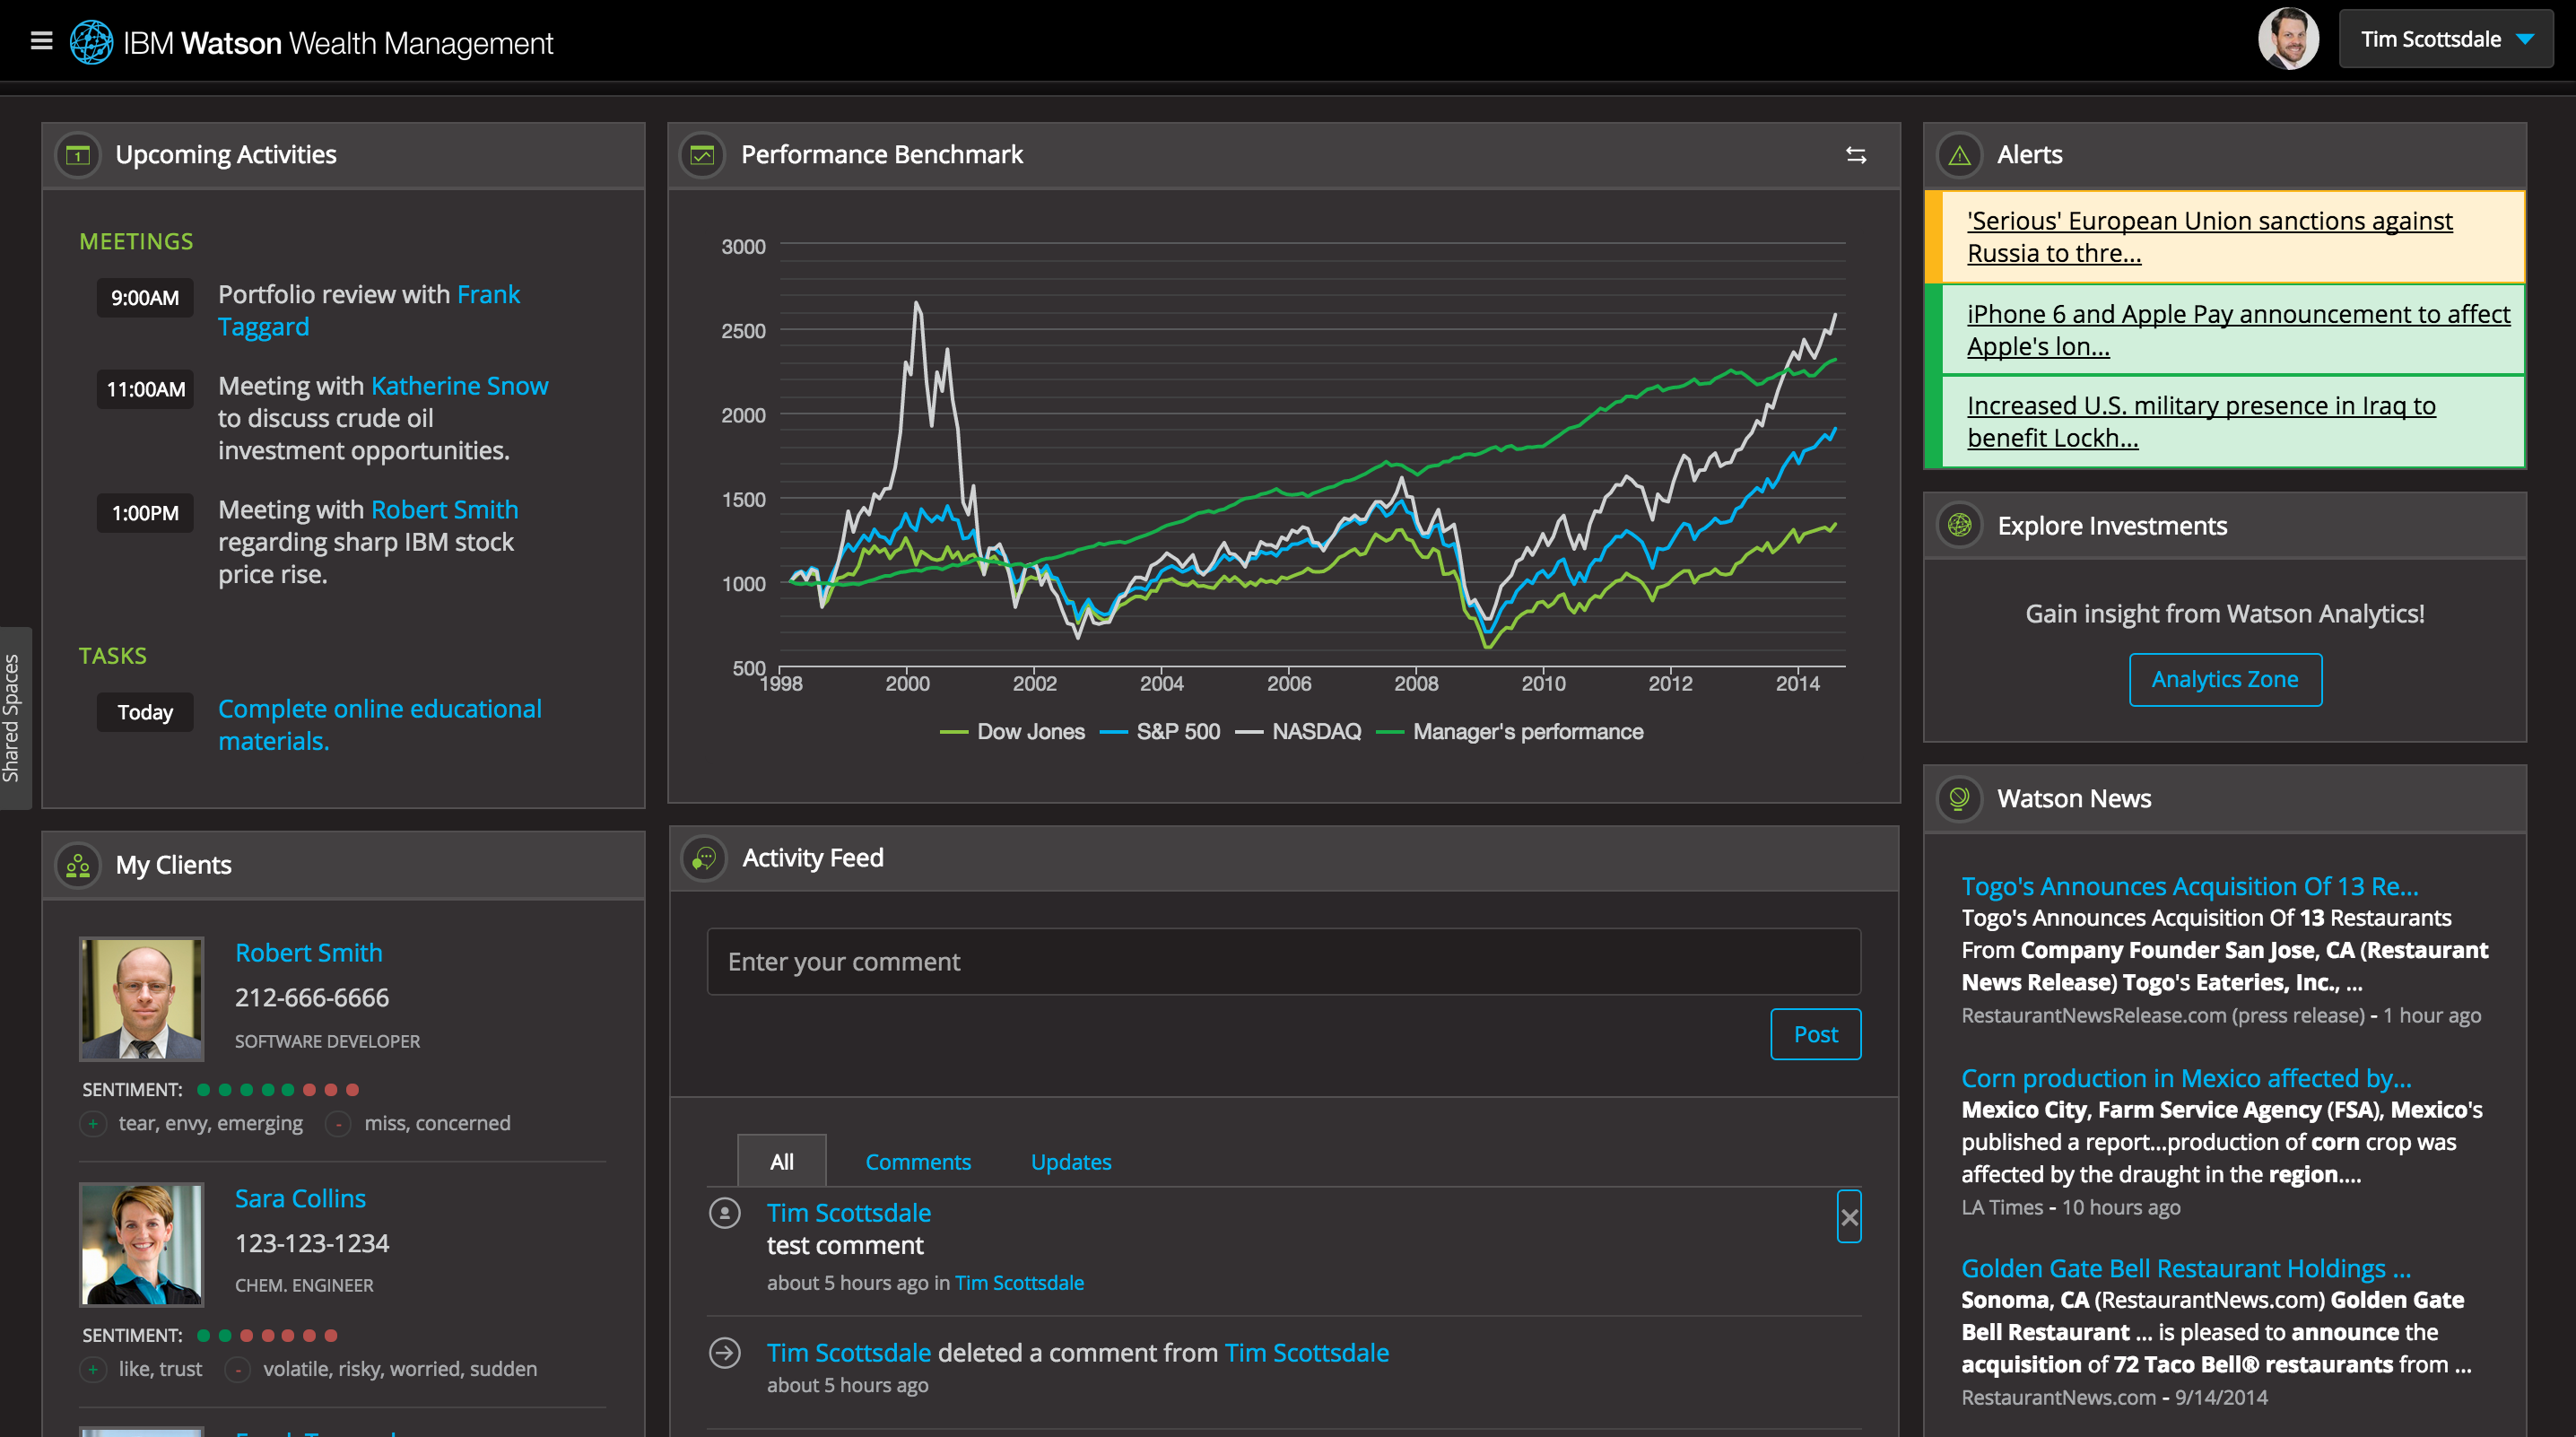 IBM Watson Wealth Management
Tim Scottsdale
Shared Spaces
1
Upcoming Activities
MEETINGS
9:00AM
Portfolio review with Frank
Taggard
11:00AM
Meeting with Katherine Snow
to discuss crude oil
investment opportunities.
1:00PM
Meeting with Robert Smith
regarding sharp IBM stock
price rise.
TASKS
Today
Complete online educational
materials.
My Clients
Robert Smith
212-666-6666
SOFTWARE DEVELOPER
SENTIMENT:
+ tear, envy, emerging - miss, concerned
Sara Collins
123-123-1234
CHEM. ENGINEER
SENTIMENT:
+ like, trust - volatile, risky, worried, sudden
Performance Benchmark
3000
2500
2000
1500
1000
500
1998 2000 2002 2004 2006 2008 2010 2012 2014
Dow Jones S&P 500 NASDAQ Manager's performance
Activity Feed
Enter your comment
Post
All Comments Updates
Tim Scottsdale
test comment
about 5 hours ago in Tim Scottsdale
Tim Scottsdale deleted a comment from Tim Scottsdale
about 5 hours ago
Alerts
'Serious' European Union sanctions against
Russia to thre...
iPhone 6 and Apple Pay announcement to affect
Apple's lon...
Increased U.S. military presence in Iraq to
benefit Lockh...
Explore Investments
Gain insight from Watson Analytics!
Analytics Zone
Watson News
Togo's Announces Acquisition Of 13 Re...
Togo's Announces Acquisition Of 13 Restaurants
From Company Founder San Jose, CA (Restaurant
News Release) Togo's Eateries, Inc., ...
RestaurantNewsRelease.com (press release) - 1 hour ago
Corn production in Mexico affected by...
Mexico City, Farm Service Agency (FSA), Mexico's
published a report...production of corn crop was
affected by the draught in the region....
LA Times - 10 hours ago
Golden Gate Bell Restaurant Holdings ...
Sonoma, CA (RestaurantNews.com) Golden Gate
Bell Restaurant ... is pleased to announce the
acquisition of 72 Taco Bell® restaurants from ...
RestaurantNews.com - 9/14/2014